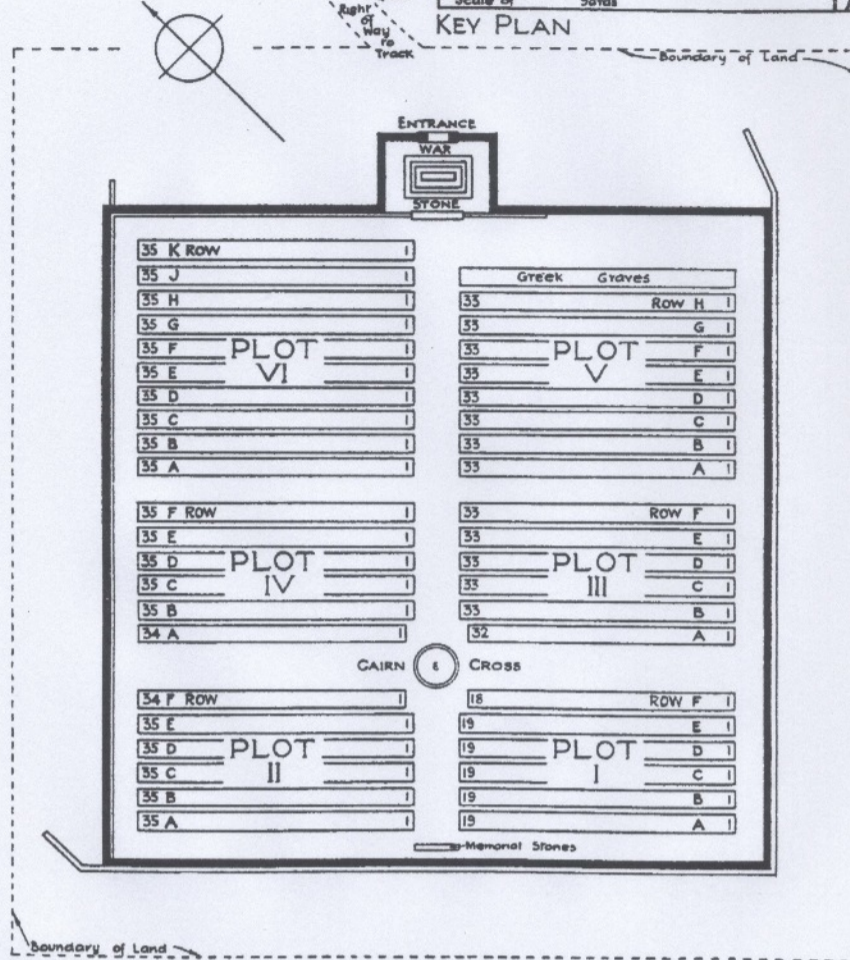 Scale of
KEY PLAN
Right
of
Way
to
Track
Boundary of Land
ENTRANCE
WAR
STONE
35 K ROW 1
35 J 1
35 H 1
35 G 1
35 F 1
35 E 1
35 D 1
35 C 1
35 B 1
35 A 1
PLOT
VI
Greek Graves
33 ROW H 1
33 G 1
33 F 1
33 E 1
33 D 1
33 C 1
33 B 1
33 A 1
PLOT
V
35 F ROW 1
35 E 1
35 D 1
35 C 1
35 B 1
34 A 1
PLOT
IV
33 ROW F 1
33 E 1
33 D 1
33 C 1
33 B 1
32 A 1
PLOT
III
CAIRN & CROSS
34 F ROW 1
35 E 1
35 D 1
35 C 1
35 B 1
35 A 1
PLOT
II
18 ROW F 1
19 E 1
19 D 1
19 C 1
19 B 1
19 A 1
PLOT
I
Memorial Stones
Boundary of Land